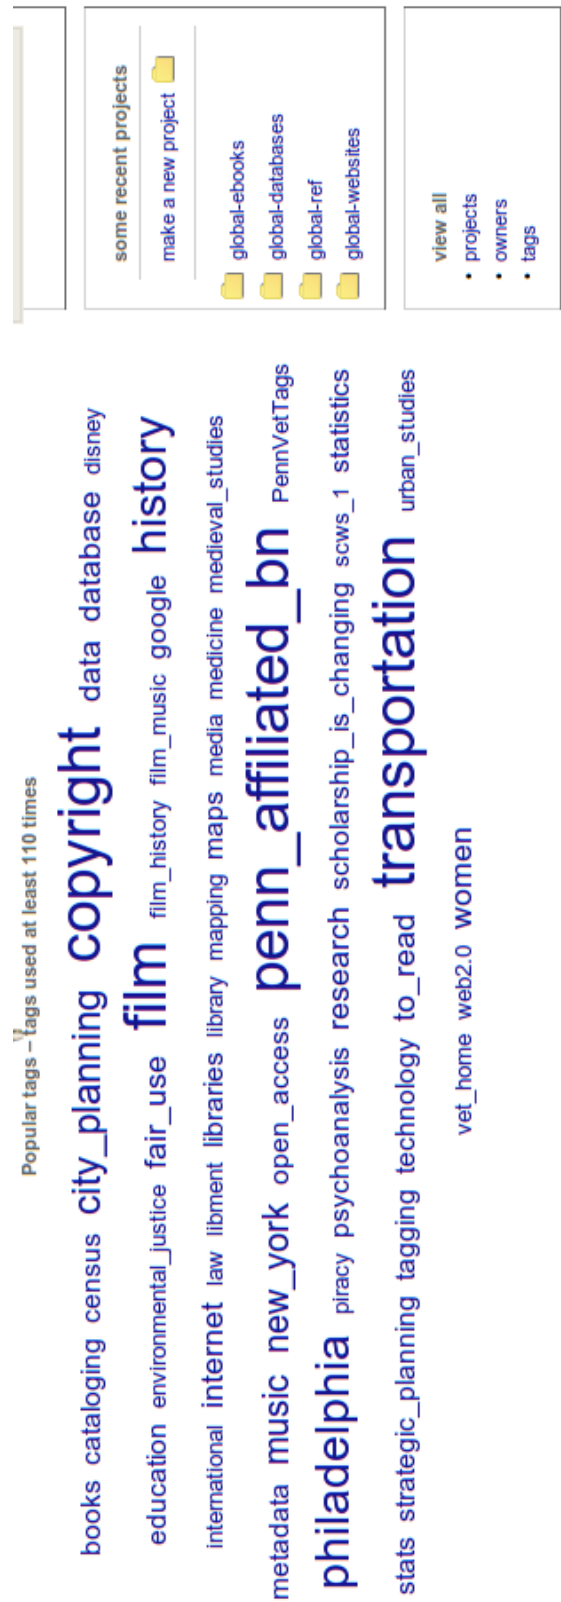 Popular tags – tags used at least 110 times
books cataloging census city_planning copyright data database disney
education environmental_justice fair_use film film_history film_music google history
international internet law libment libraries library mapping maps media medicine medieval_studies
metadata music new_york open_access penn_affiliated_bn PennVetTags
philadelphia piracy psychoanalysis research scholarship_is_changing scws_1 statistics
stats strategic_planning tagging technology to_read transportation urban_studies
vet_home web2.0 women
some recent projects
make a new project
global-ebooks
global-databases
global-ref
global-websites
view all
• projects
• owners
• tags